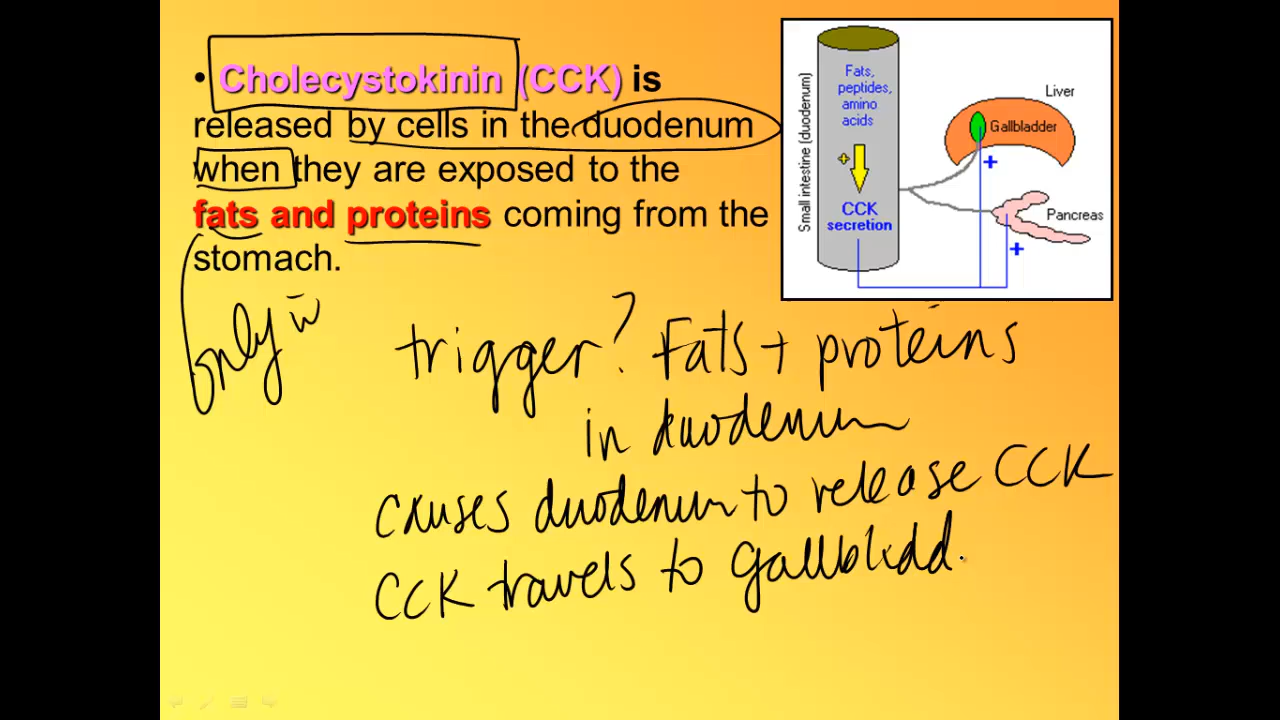 • Cholecystokinin (CCK) is
released by cells in the duodenum
when they are exposed to the
fats and proteins coming from the
stomach.
Small intestine (duodenum)
Fats,
peptides,
amino
acids
+
CCK
secretion
Liver
Gallbladder
+
Pancreas
+
only in
trigger? Fats + proteins
in duodenum
causes duodenum to release CCK
CCK travels to gallbladd